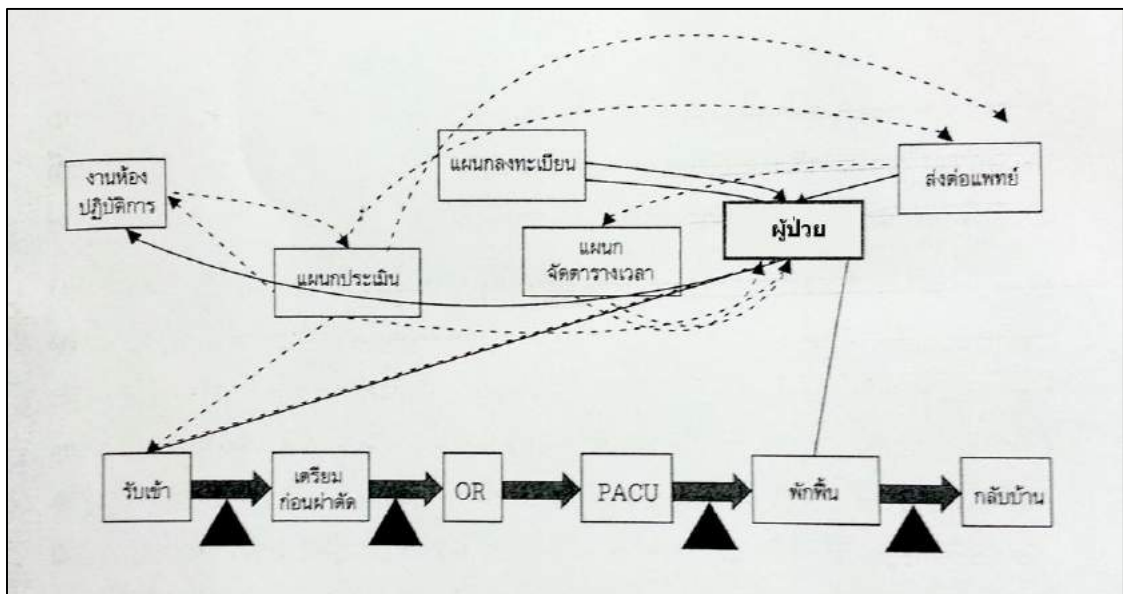 แผนกลงทะเบียน
งานห้อง
ปฏิบัติการ
ส่งต่อแพทย์
ผู้ป่วย
แผนก
จัดตารางเวลา
แผนกประเมิน
รับเข้า
เตรียม
ก่อนผ่าตัด
OR
PACU
พักฟื้น
กลับบ้าน